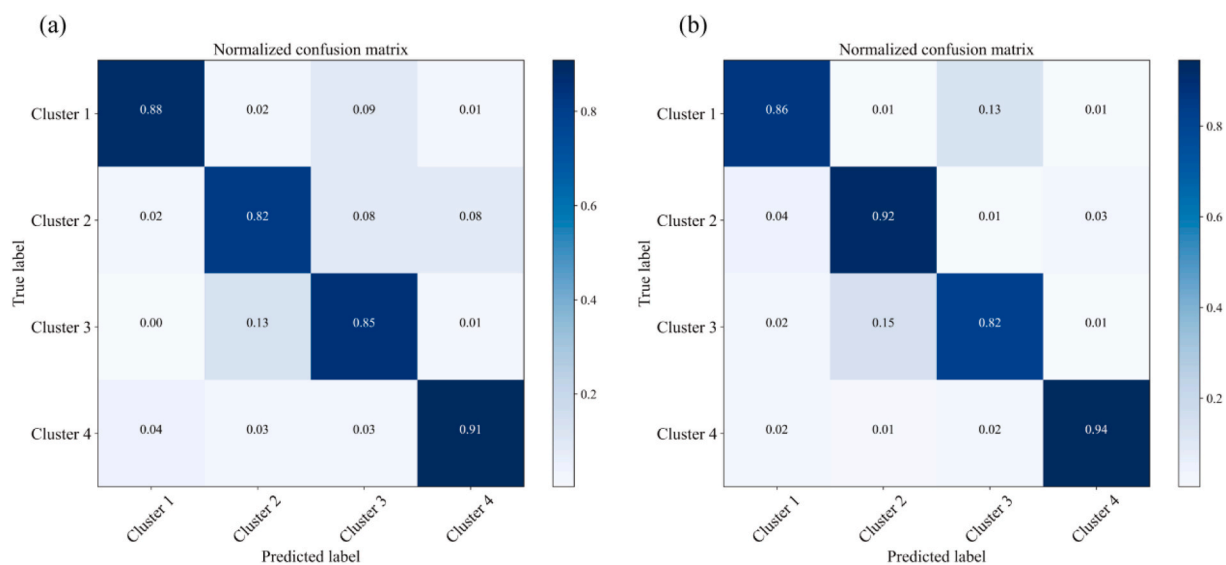 (a)
Normalized confusion matrix
Cluster 1 0.88 0.02 0.09 0.01
0.8
Cluster 2 0.02 0.82 0.08 0.08
0.6
True label
Cluster 3 0.00 0.13 0.85 0.01
0.4
0.2
Cluster 4 0.04 0.03 0.03 0.91
Cluster 1 Cluster 2 Cluster 3 Cluster 4
Predicted label
(b)
Normalized confusion matrix
Cluster 1 0.86 0.01 0.13 0.01
0.8
Cluster 2 0.04 0.92 0.01 0.03
0.6
True label
Cluster 3 0.02 0.15 0.82 0.01
0.4
0.2
Cluster 4 0.02 0.01 0.02 0.94
Cluster 1 Cluster 2 Cluster 3 Cluster 4
Predicted label